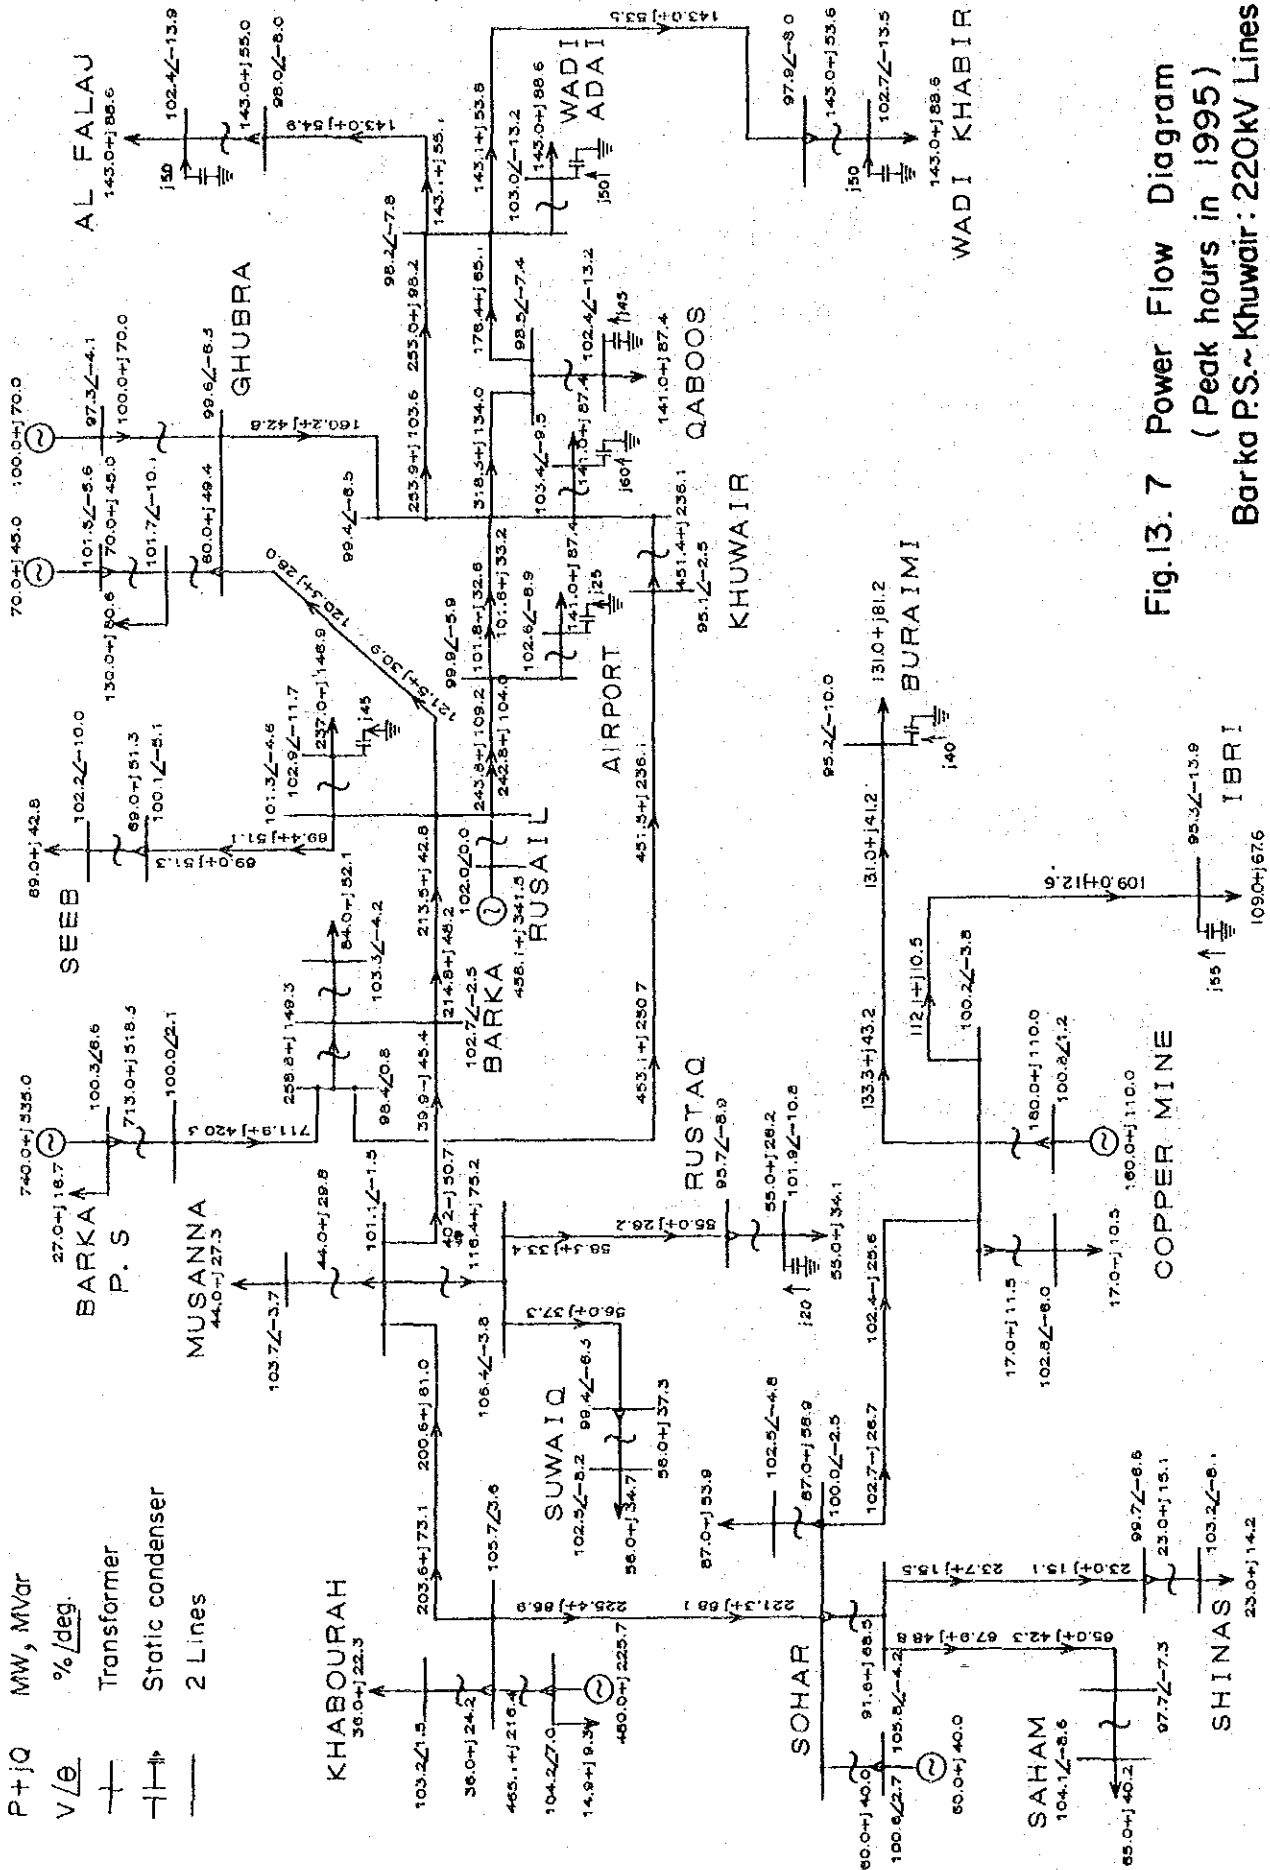 P+jQ MW, MVar
V/θ %/deg.
Transformer
Static condenser
2 Lines
KHABOURAH
36.0+j22.3
103.2∠1.5
36.0+j24.2
465.1+j216.4
104.2∠7.0
14.9+j9.3
480.0+j225.7
105.7∠3.6
203.6+j73.1
200.6+j81.0
225.4+j86.9
221.3+j88.1
BARKA P.S
27.0+j16.7
740.0+j535.0
100.3∠6.6
713.0+j518.3
100.0∠2.1
711.9+j420.3
MUSANNA
44.0+j27.3
103.7∠-3.7
44.0+j29.8
101.1∠-1.5
40.2-j50.7
39.9-j45.4
116.4+j75.2
106.4∠-3.8
58.3+j33.4
55.0+j28.2
56.0+j37.3
SUWAIQ
99.4∠-6.3
102.5∠-8.2
56.0+j34.7
56.0+j37.3
RUSTAQ
95.7∠-8.9
55.0+j28.2
101.9∠-10.8
j20
55.0+j34.1
SEEB
69.0+j42.8
102.2∠-10.0
69.0+j51.3
100.1∠-5.1
69.0+j51.3
69.4+j51.1
258.8+j149.3
98.4∠0.8
84.0+j52.1
103.3∠-4.2
BARKA
102.7∠-2.5
214.8+j48.2
213.5+j42.8
453.1+j250.7
451.5+j236.1
RUSAIL
102.0∠0.0
458.1+j341.5
101.3∠-4.6
102.9∠-11.7
237.0+j146.9
j45
243.8+j109.2
242.8+j104.0
121.5+j30.9
120.3+j26.0
AIRPORT
99.9∠-5.9
102.6∠-8.9
141.0+j87.4
j25
101.8+j32.6
101.6+j33.2
GHUBRA
70.0+j45.0
100.0+j70.0
101.5∠-5.6
70.0+j45.0
101.7∠-10.1
130.0+j80.6
60.0+j49.4
97.3∠-4.1
100.0+j70.0
99.6∠-6.3
160.2+j42.8
KHUWAIR
99.4∠-6.5
451.4+j236.1
95.1∠-2.5
103.4∠-9.5
141.0+j87.4
j60
253.9+j103.6
253.0+j98.2
318.3+j134.0
QABOOS
98.5∠-7.4
102.4∠-13.2
j45
141.0+j87.4
176.4+j65.1
AL FALAJ
143.0+j88.6
102.4∠-13.9
j50
143.0+j55.0
98.0∠-8.0
143.0+j54.9
143.1+j55.1
98.2∠-7.8
WADI ADAI
103.0∠-13.2
143.0+j88.6
j50
143.1+j53.8
143.0+j53.5
WADI KHABIR
97.9∠-8.0
143.0+j53.6
102.7∠-13.5
j50
143.0+j88.6
SOHAR
87.0+j53.9
102.5∠-4.8
87.0+j58.9
100.0∠-2.5
102.7-j26.7
102.4-j25.6
60.0+j40.0
100.6∠2.7
60.0+j40.0
91.6+j68.5
105.8∠-4.2
67.9+j48.8
65.0+j42.3
23.7+j15.5
23.0+j15.1
SAHAM
104.1∠-8.6
97.7∠-7.3
65.0+j40.2
SHINAS
99.7∠-6.6
23.0+j15.1
103.2∠-8.1
23.0+j14.2
COPPER MINE
17.0+j11.5
102.8∠-6.0
17.0+j10.5
180.0+j110.0
100.8∠1.2
180.0+j110.0
100.2∠-3.8
133.3+j43.2
131.0+j41.2
112.1+j10.5
109.0+j12.6
BURAIMI
95.2∠-10.0
131.0+j81.2
j40
IBRI
95.3∠-13.9
j55
109.0+j67.6
Fig.13. 7 Power Flow Diagram
(Peak hours in 1995)
Barka P.S.~Khuwair: 220kV Lines